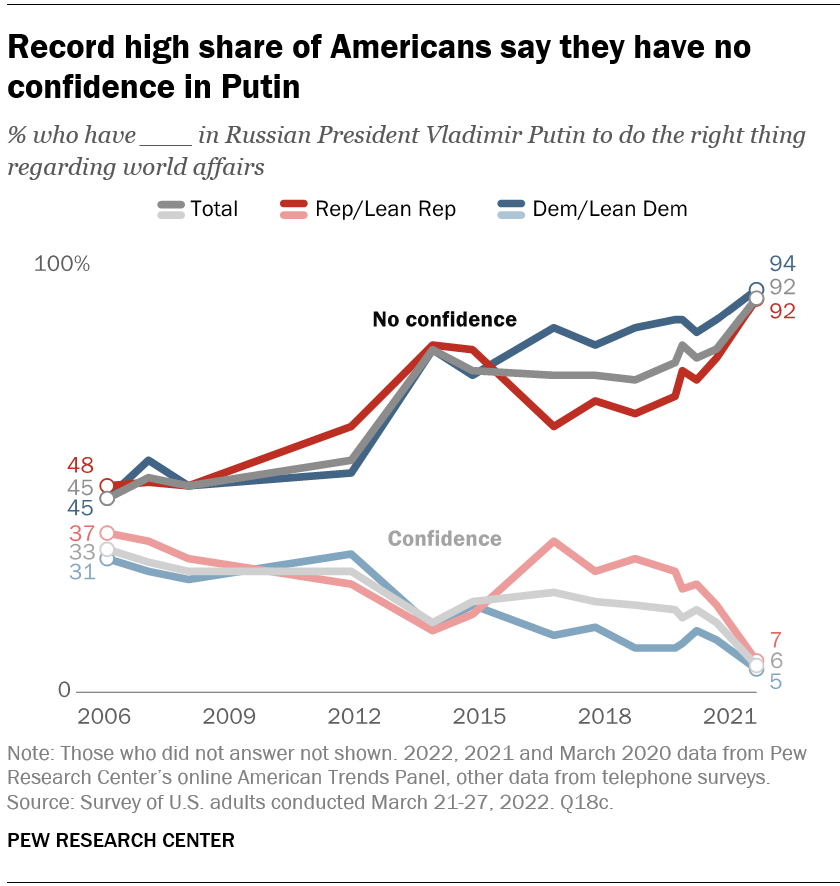 Record high share of Americans say they have no
confidence in Putin
% who have ____ in Russian President Vladimir Putin to do the right thing
regarding world affairs
Total Rep/Lean Rep Dem/Lean Dem
100%
94
92
92
No confidence
48
45
45
37
33
31
Confidence
7
6
5
0
2006 2009 2012 2015 2018 2021
Note: Those who did not answer not shown. 2022, 2021 and March 2020 data from Pew
Research Center’s online American Trends Panel, other data from telephone surveys.
Source: Survey of U.S. adults conducted March 21-27, 2022. Q18c.
PEW RESEARCH CENTER